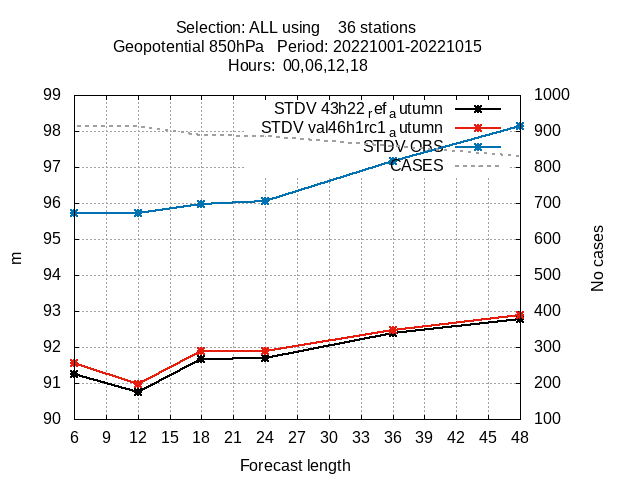 Selection: ALL using    36 stations
Geopotential 850hPa   Period: 20221001-20221015
Hours:  00,06,12,18
STDV 43h22_ref_autumn
STDV val46h1rc1_autumn
STDV OBS
CASES
99
98
97
96
95
94
93
92
91
90
m
1000
900
800
700
600
500
400
300
200
100
No cases
6 9 12 15 18 21 24 27 30 33 36 39 42 45 48
Forecast length